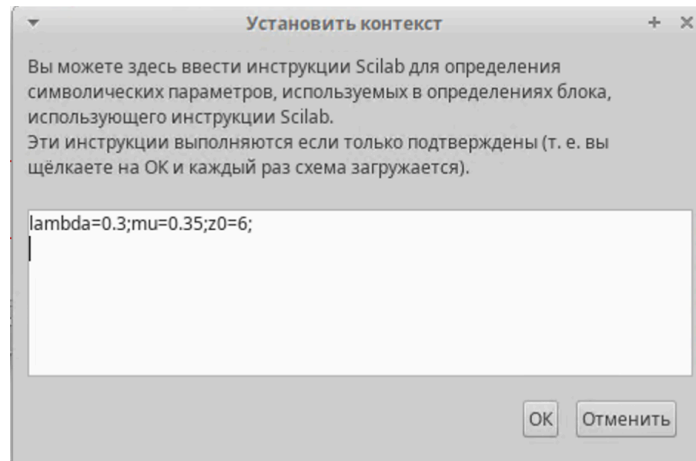 Установить контекст
Вы можете здесь ввести инструкции Scilab для определения
символических параметров, используемых в определениях блока,
использующего инструкции Scilab.
Эти инструкции выполняются если только подтверждены (т. е. вы
щёлкаете на ОК и каждый раз схема загружается).
lambda=0.3;mu=0.35;z0=6;
ОК Отменить